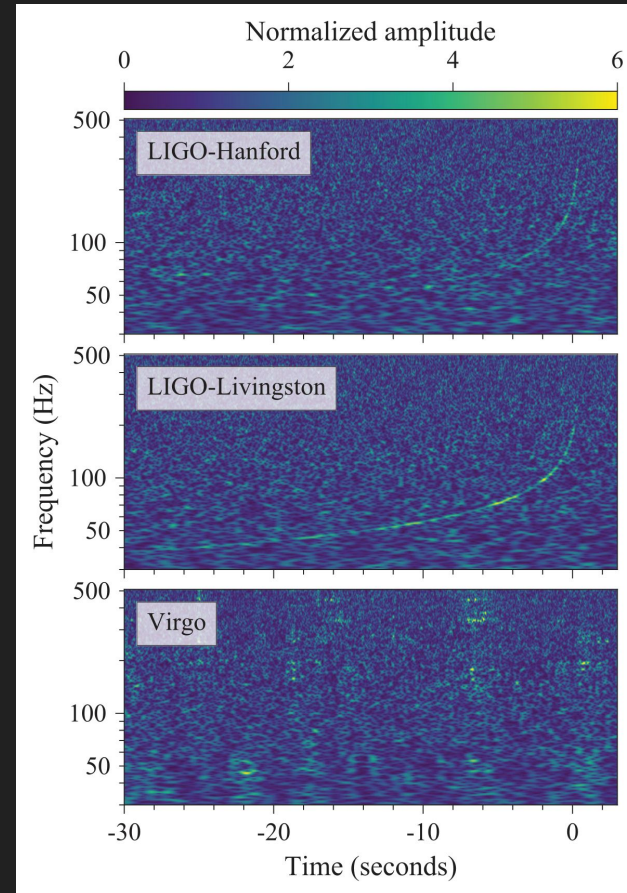 Normalized amplitude
0 2 4 6
500
LIGO-Hanford
100
50
500
LIGO-Livingston
100
50
Frequency (Hz)
500
Virgo
100
50
-30 -20 -10 0
Time (seconds)